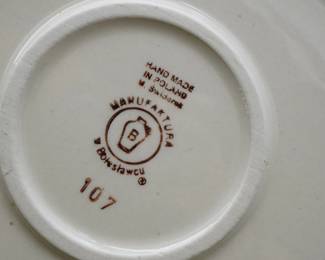 HAND MADE
IN POLAND
MANUFAKTURA
B
w Bolesławcu ®
107